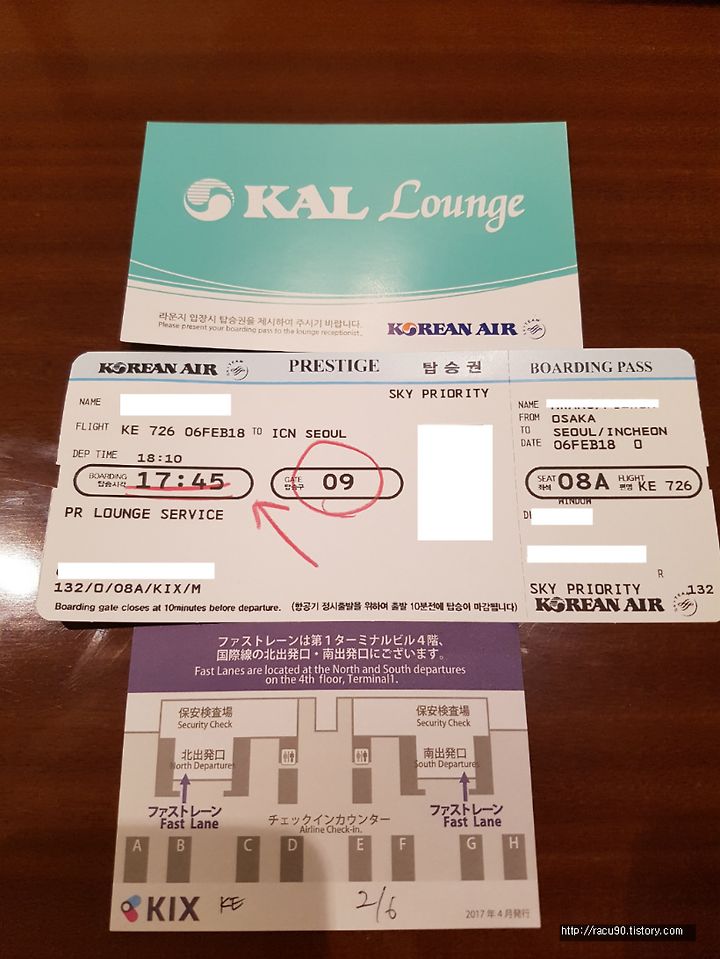 KAL Lounge
라운지 입장시 탑승권을 제시하여 주시기 바랍니다.
Please present your boarding pass to the lounge receptionist.
KOREAN AIR
SKYTEAM
KOREAN AIR
SKYTEAM
PRESTIGE
탑승권
BOARDING PASS
SKY PRIORITY
NAME
FLIGHT KE 726 06FEB18 TO ICN SEOUL
DEP TIME 18:10
BOARDING 탑승시각 17:45
GATE 탑승구 09
PR LOUNGE SERVICE
132/O/08A/KIX/M
Boarding gate closes at 10minutes before departure. (항공기 정시출발을 위하여 출발 10분전에 탑승이 마감됩니다)
NAME
FROM OSAKA
TO SEOUL/INCHEON
DATE 06FEB18 O
SEAT 좌석 08A FLIGHT 편명 KE 726
WINDOW
R
SKY PRIORITY 132
KOREAN AIR
ファストレーンは第1ターミナルビル4階、
国際線の北出発口・南出発口にございます。
Fast Lanes are located at the North and South departures
on the 4th floor, Terminal1.
保安検査場
Security Check
保安検査場
Security Check
北出発口
North Departures
南出発口
South Departures
ファストレーン
Fast Lane
ファストレーン
Fast Lane
チェックインカウンター
Airline Check-in.
A B C D E F G H
KIX KE 2/6
2017年4月発行
http://racu90.tistory.com